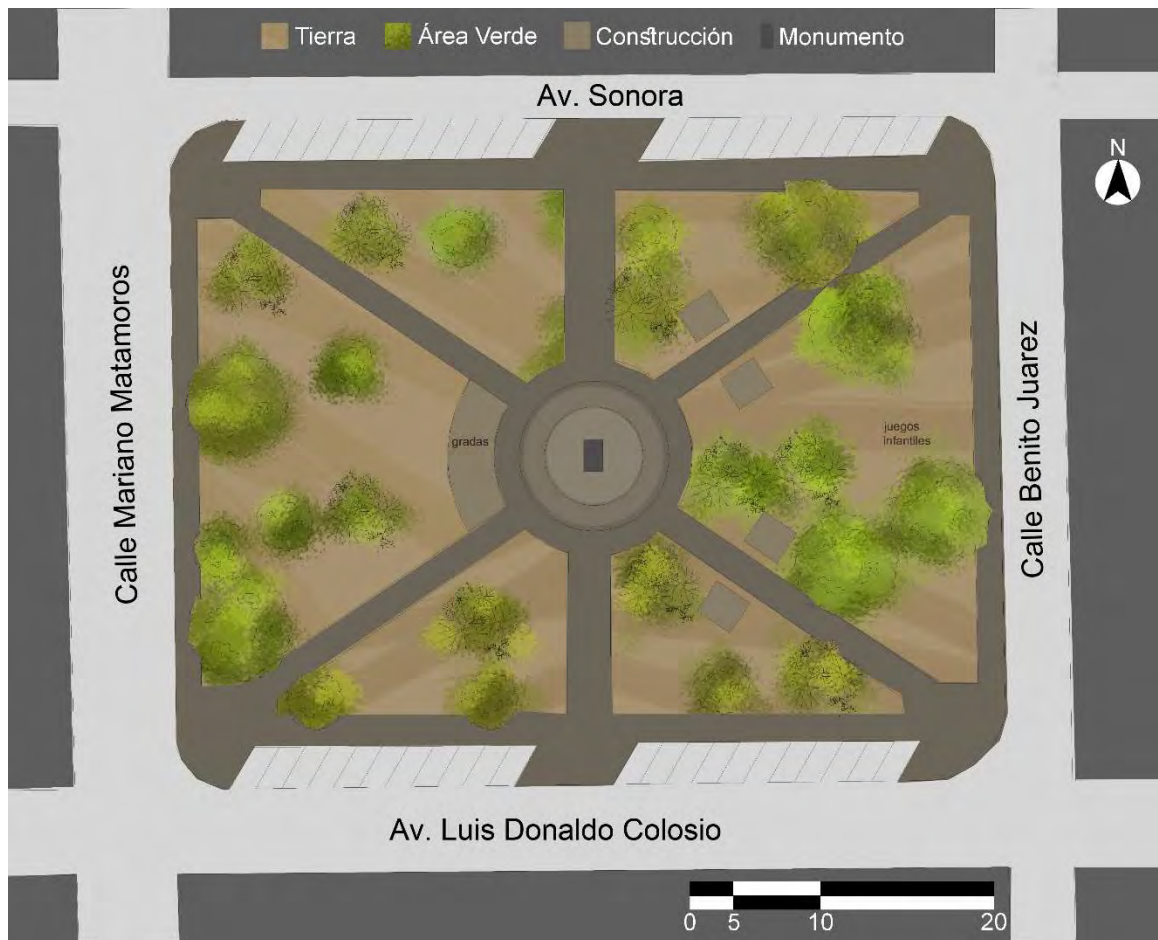 Tierra Área Verde Construcción Monumento
Av. Sonora
N
Calle Mariano Matamoros
gradas
juegos
infantiles
Calle Benito Juarez
Av. Luis Donaldo Colosio
0 5 10 20